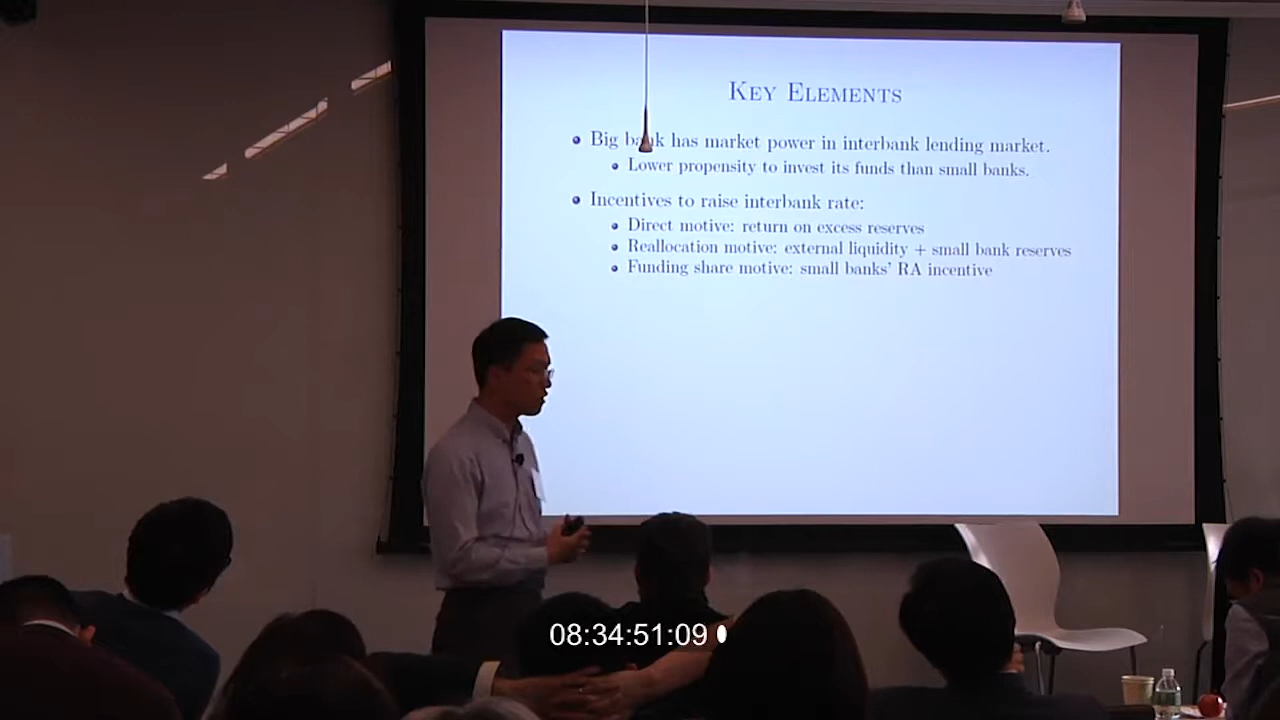 Key Elements
Big bank has market power in interbank lending market.
Lower propensity to invest its funds than small banks.
Incentives to raise interbank rate:
Direct motive: return on excess reserves
Reallocation motive: external liquidity + small bank reserves
Funding share motive: small banks' RA incentive
08:34:51:09